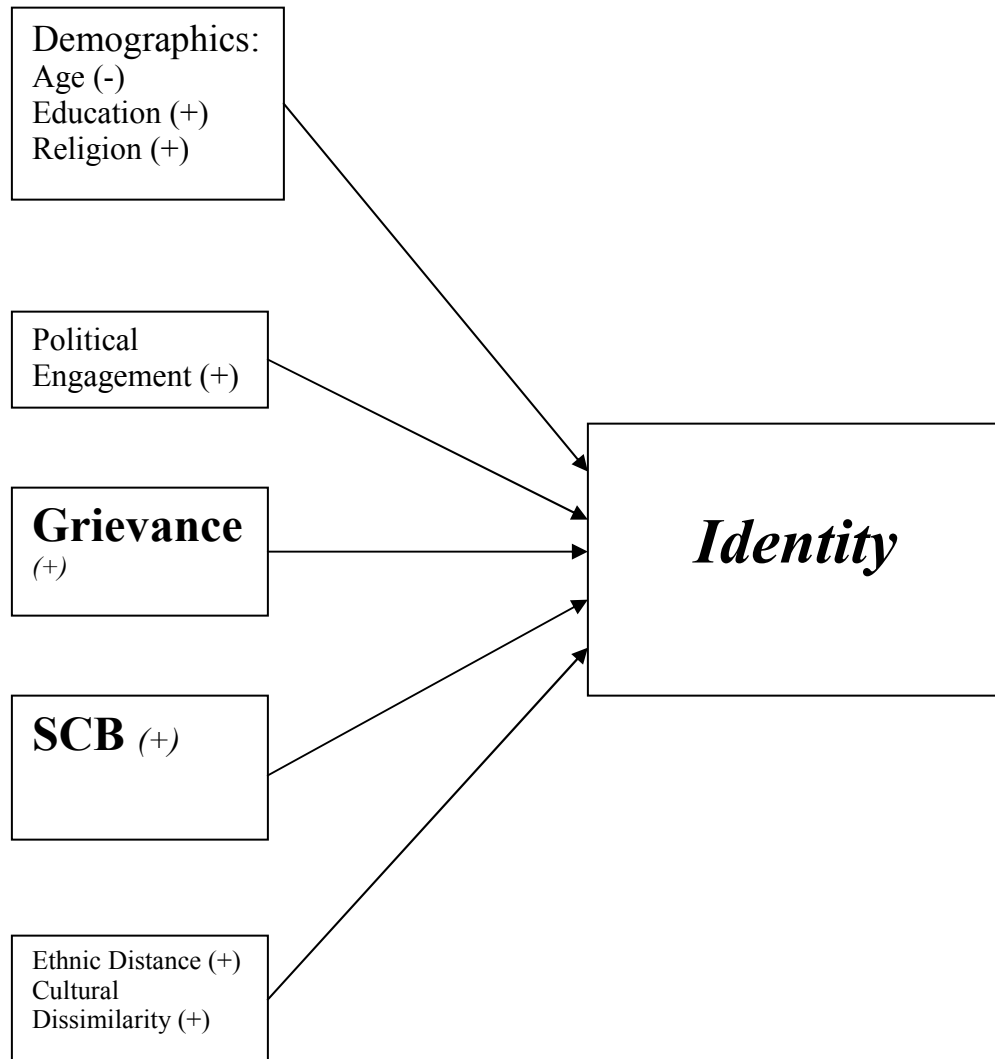 Demographics:
Age (-)
Education (+)
Religion (+)
Political
Engagement (+)
Grievance
(+)
SCB (+)
Ethnic Distance (+)
Cultural
Dissimilarity (+)
Identity